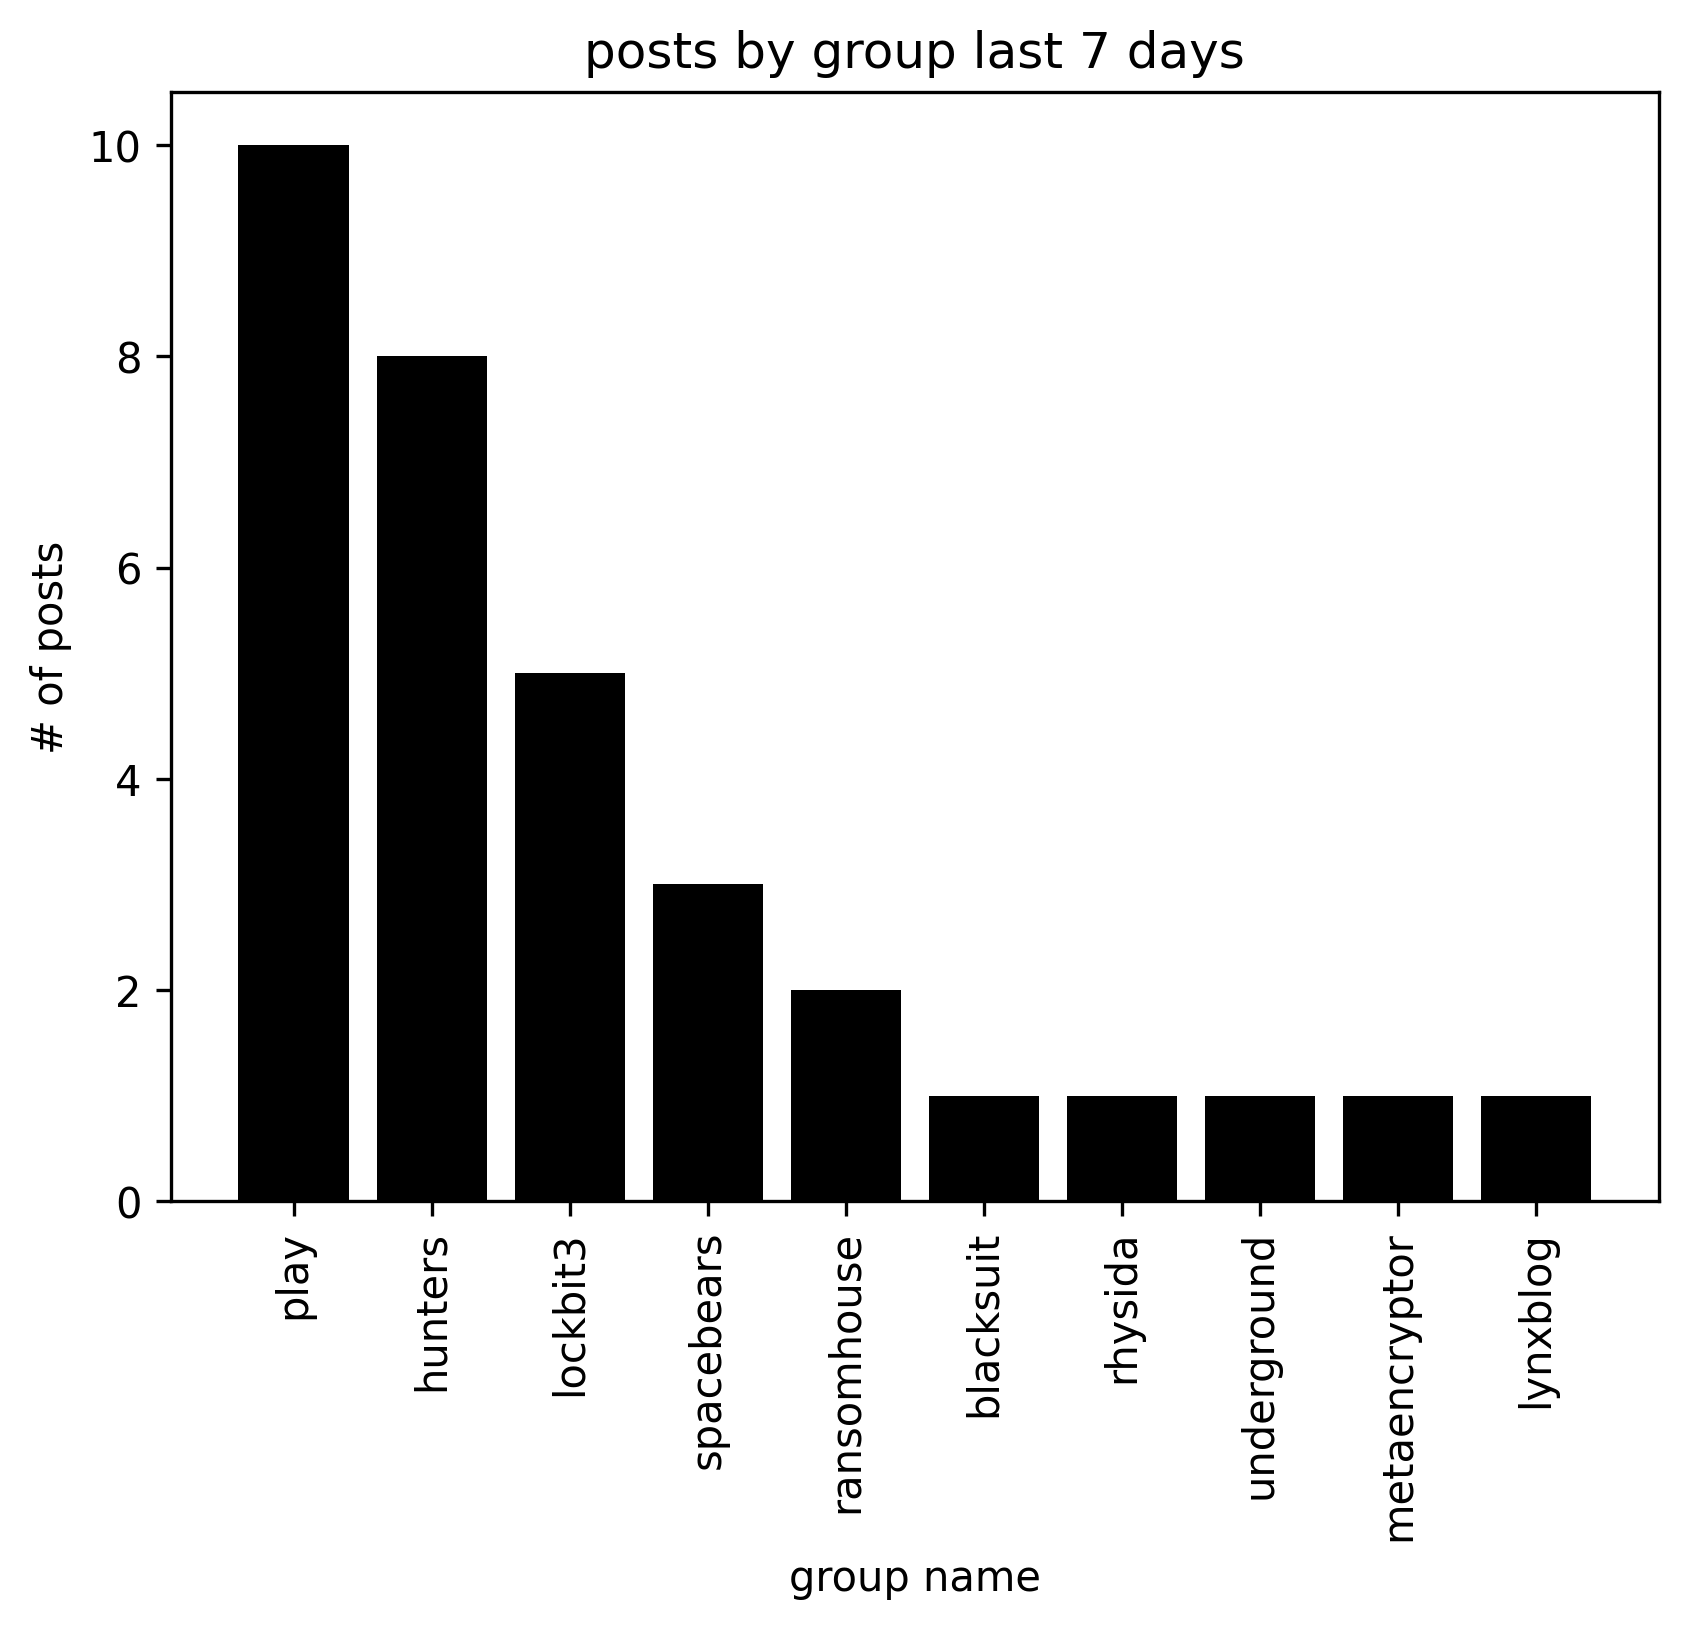 posts by group last 7 days
# of posts
10
8
6
4
2
0
play
hunters
lockbit3
spacebears
ransomhouse
blacksuit
rhysida
underground
metaencryptor
lynxblog
group name